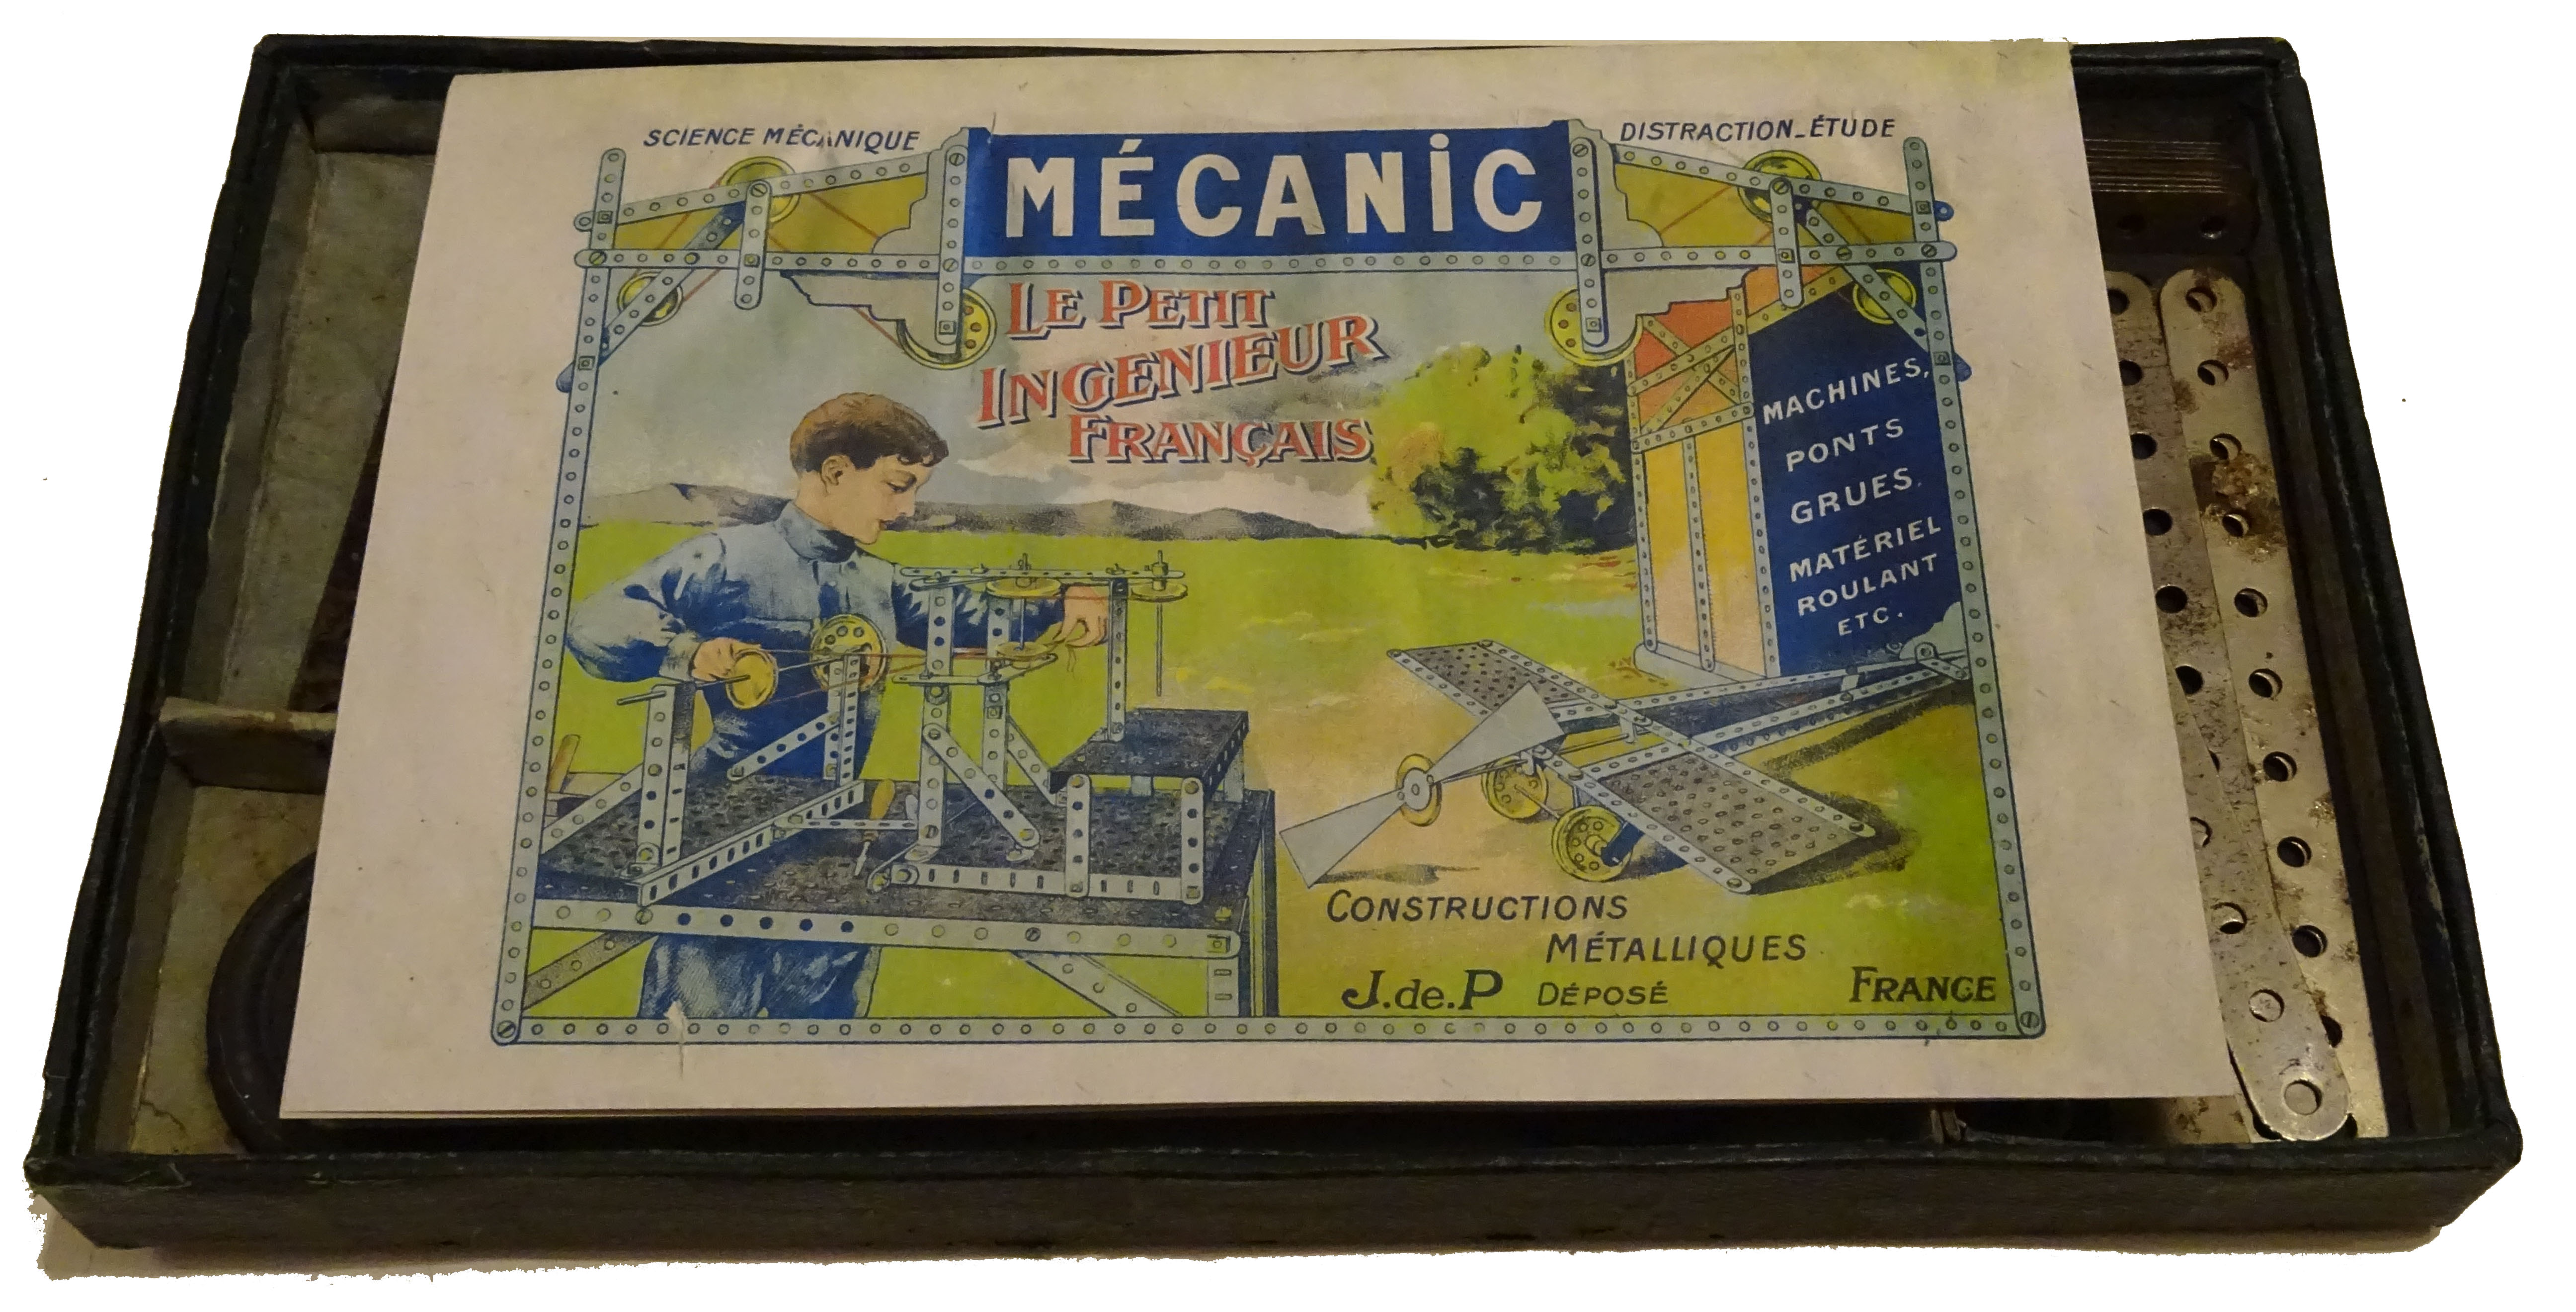 SCIENCE MÉCANIQUE
MÉCANIC
DISTRACTION_ÉTUDE
LE PETIT
INGENIEUR
FRANÇAIS
MACHINES,
PONTS
GRUES.
MATÉRIEL
ROULANT
ETC.
CONSTRUCTIONS
MÉTALLIQUES
J.de.P DÉPOSÉ FRANCE